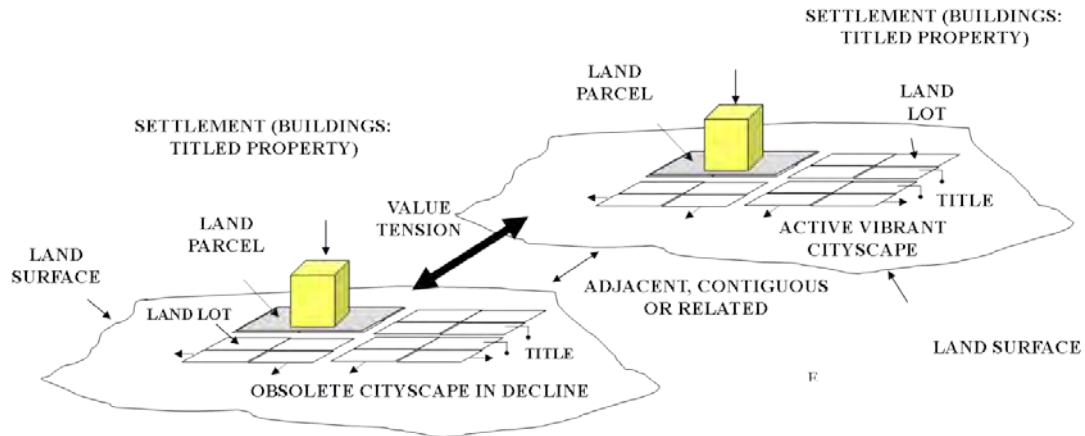 SETTLEMENT (BUILDINGS:
TITLED PROPERTY)
LAND
PARCEL
LAND
LOT
SETTLEMENT (BUILDINGS:
TITLED PROPERTY)
VALUE
TENSION
TITLE
ACTIVE VIBRANT
CITYSCAPE
LAND
PARCEL
LAND
SURFACE
ADJACENT, CONTIGUOUS
OR RELATED
LAND LOT
TITLE
LAND SURFACE
OBSOLETE CITYSCAPE IN DECLINE